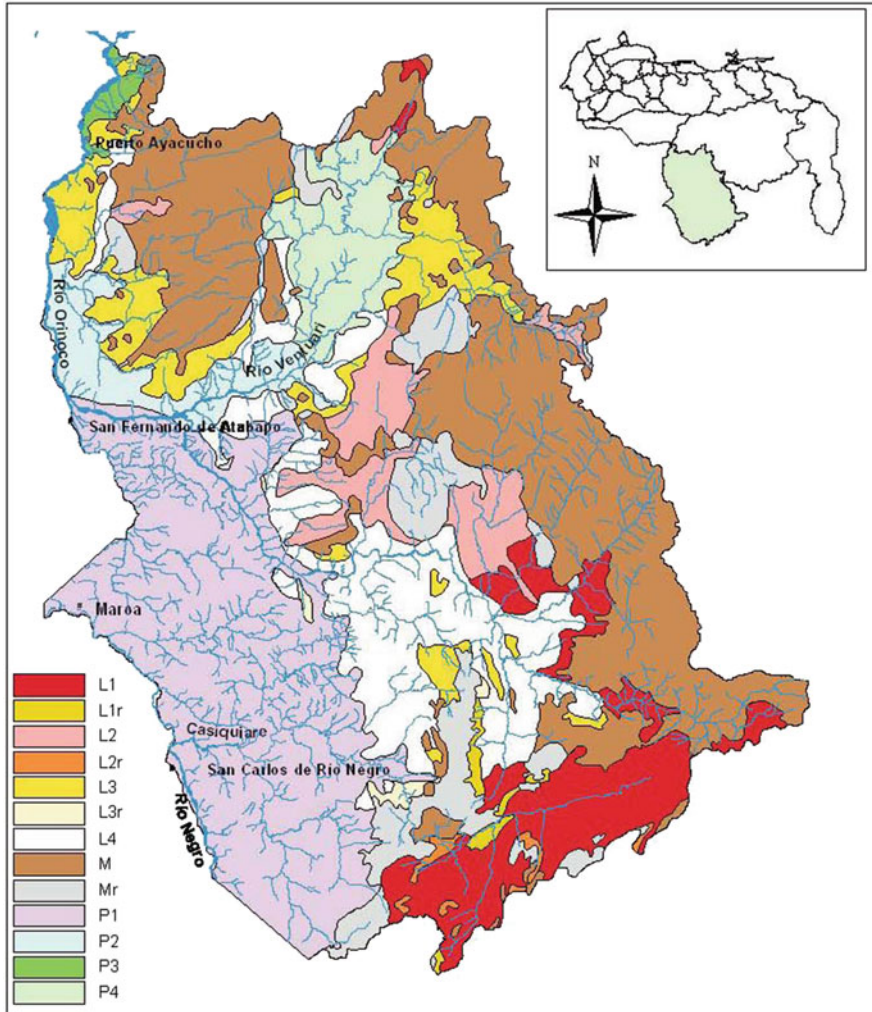 N
Puerto Ayacucho
Río Orinoco
Río Ventuari
San Fernando de Atabapo
Maroa
Casiquiare
San Carlos de Río Negro
Río Negro
L1
L1r
L2
L2r
L3
L3r
L4
M
Mr
P1
P2
P3
P4